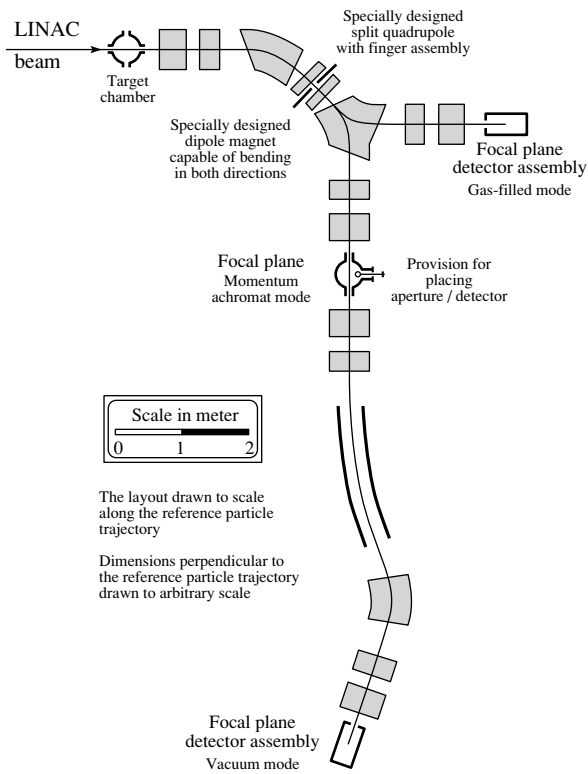 LINAC
beam
Target
chamber
Specially designed
split quadrupole
with finger assembly
Specially designed
dipole magnet
capable of bending
in both directions
Focal plane
detector assembly
Gas-filled mode
Focal plane
Momentum
achromat mode
Provision for
placing
aperture / detector
Scale in meter
0 1 2
The layout drawn to scale
along the reference particle
trajectory
Dimensions perpendicular to
the reference particle trajectory
drawn to arbitrary scale
Focal plane
detector assembly
Vacuum mode